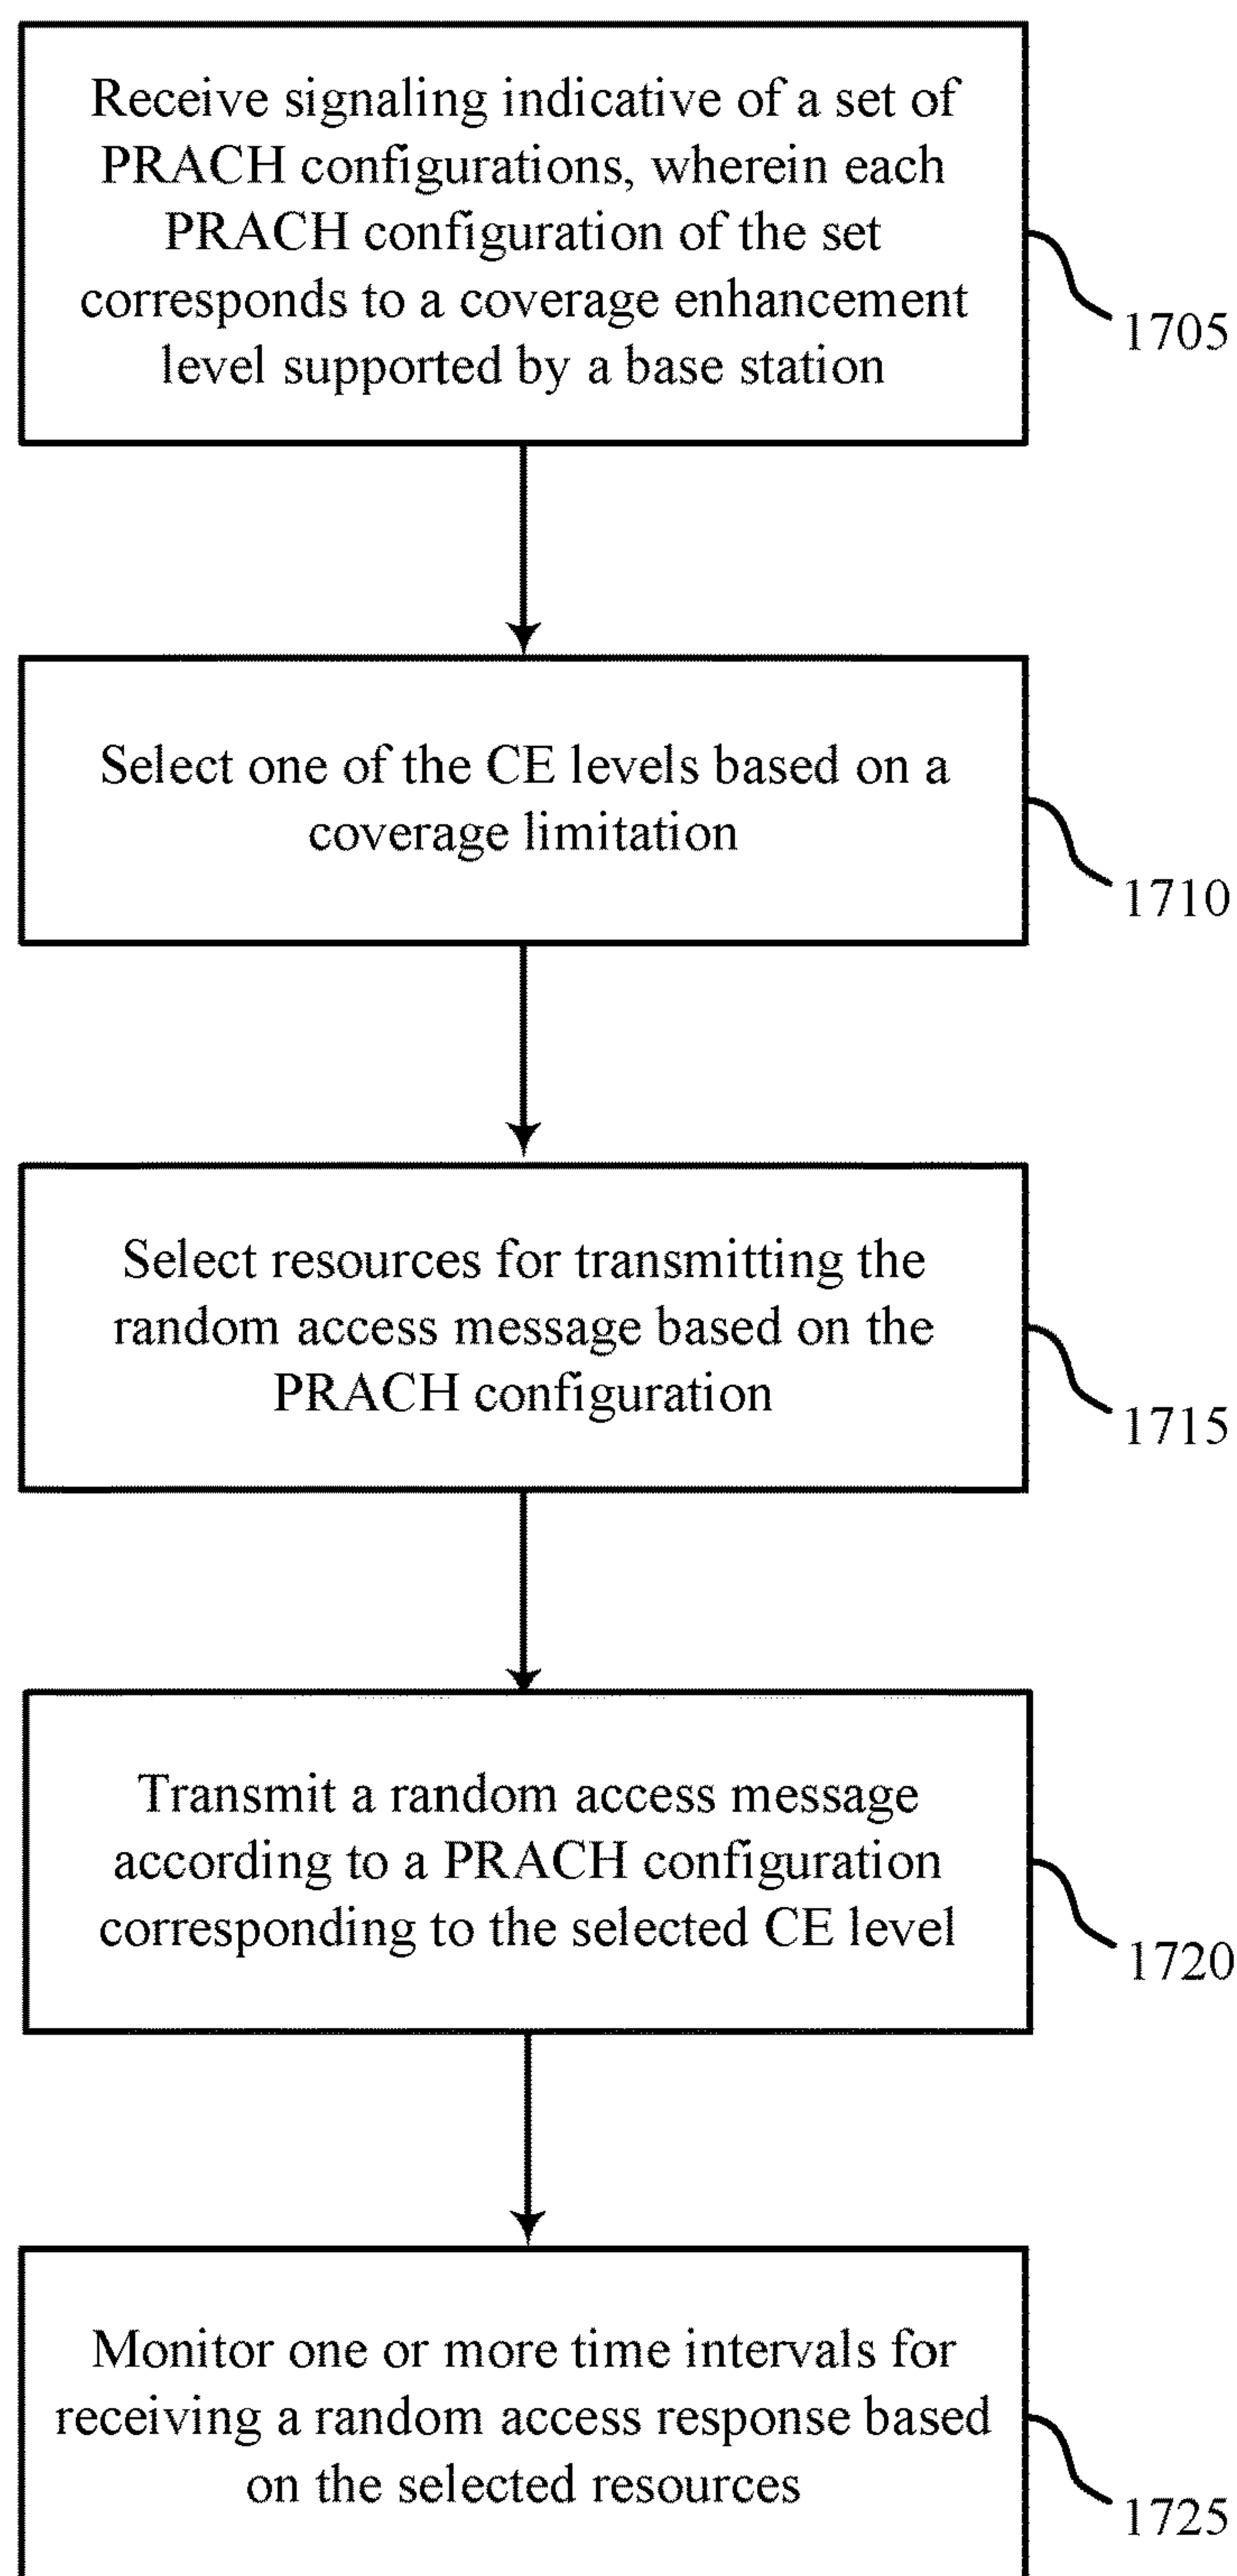 Receive signaling indicative of a set of
PRACH configurations, wherein each
PRACH configuration of the set
corresponds to a coverage enhancement
level supported by a base station
1705
Select one of the CE levels based on a
coverage limitation
1710
Select resources for transmitting the
random access message based on the
PRACH configuration
1715
Transmit a random access message
according to a PRACH configuration
corresponding to the selected CE level
1720
Monitor one or more time intervals for
receiving a random access response based
on the selected resources
1725